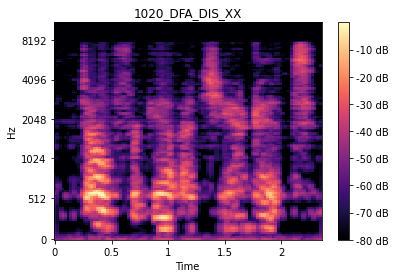 1020_DFA_DIS_XX
8192
4096
2048
1024
512
0
Hz
0
0.5
1
1.5
2
Time
-10 dB
-20 dB
-30 dB
-40 dB
-50 dB
-60 dB
-70 dB
-80 dB